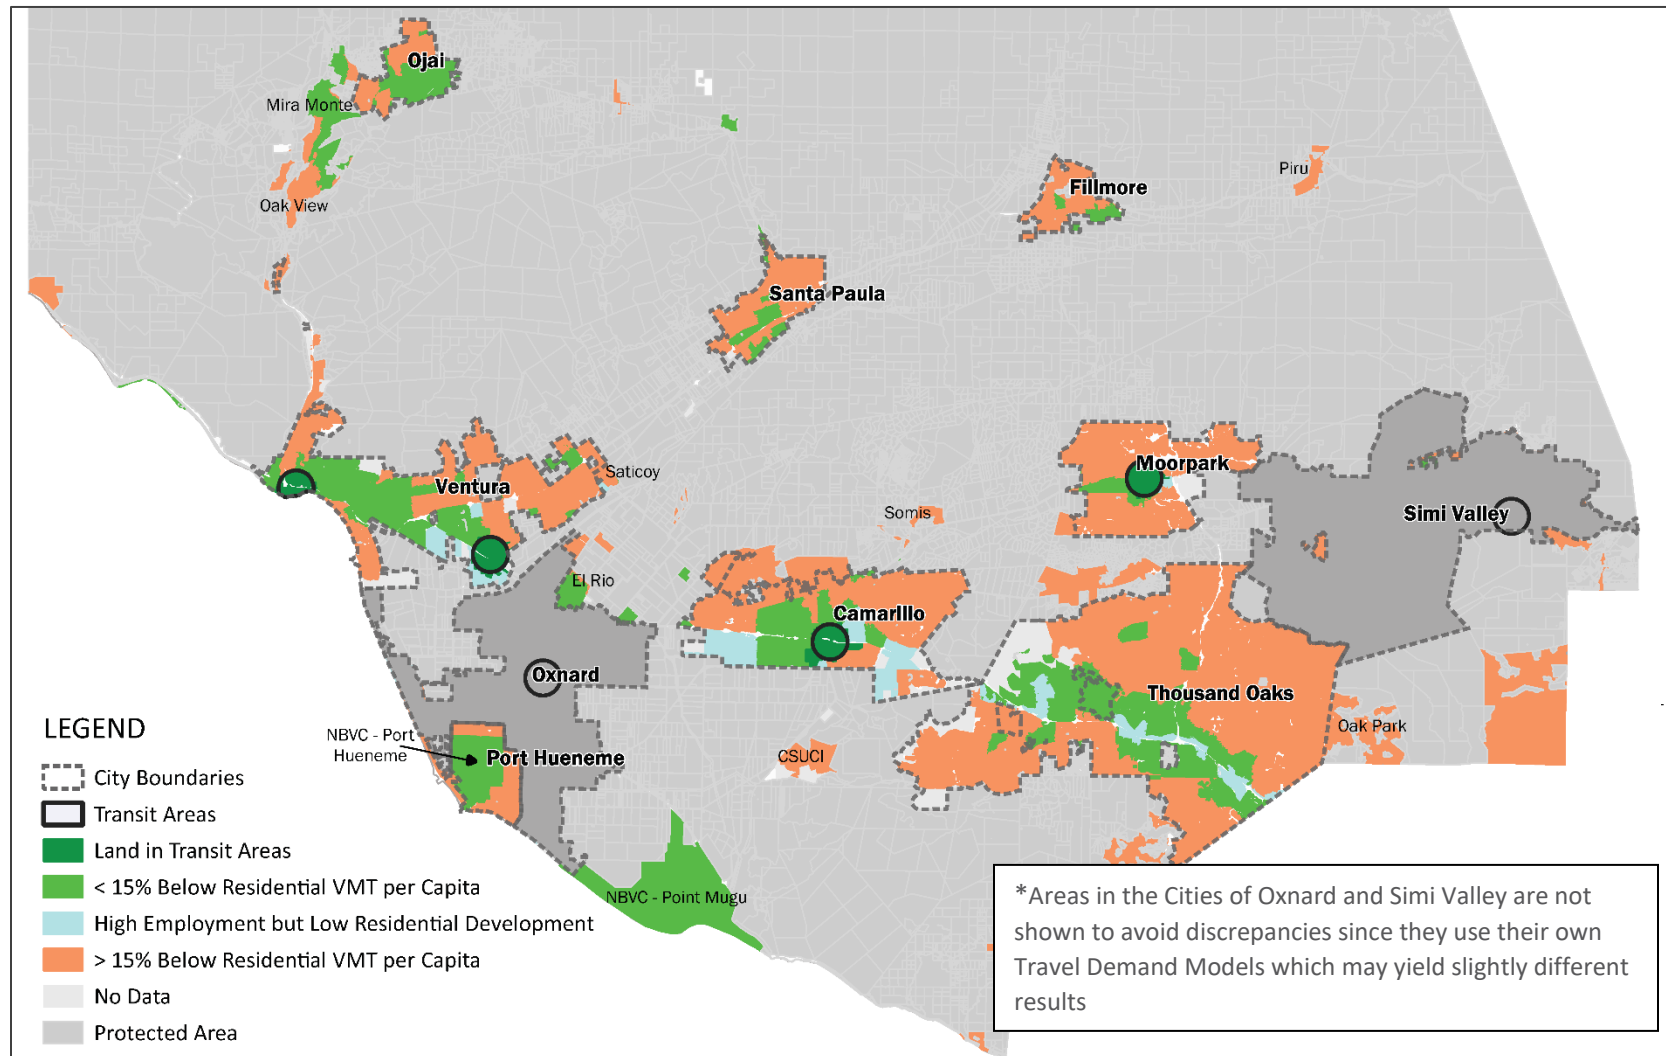 Ojai
Mira Monte
Oak View
Fillmore
Piru
Santa Paula
Saticoy
Ventura
Moorpark
Simi Valley
Somis
El Rio
Camarillo
Oxnard
Thousand Oaks
Oak Park
NBVC - Port
Hueneme
Port Hueneme
CSUCI
NBVC - Point Mugu
LEGEND
City Boundaries
Transit Areas
Land in Transit Areas
< 15% Below Residential VMT per Capita
High Employment but Low Residential Development
> 15% Below Residential VMT per Capita
No Data
Protected Area
*Areas in the Cities of Oxnard and Simi Valley are not
shown to avoid discrepancies since they use their own
Travel Demand Models which may yield slightly different
results